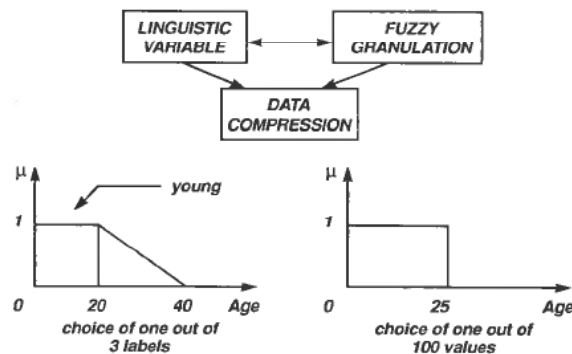 LINGUISTIC
VARIABLE
FUZZY
GRANULATION
DATA
COMPRESSION
μ
young
1
0 20 40 Age
choice of one out of
3 labels
μ
1
0 25 Age
choice of one out of
100 values